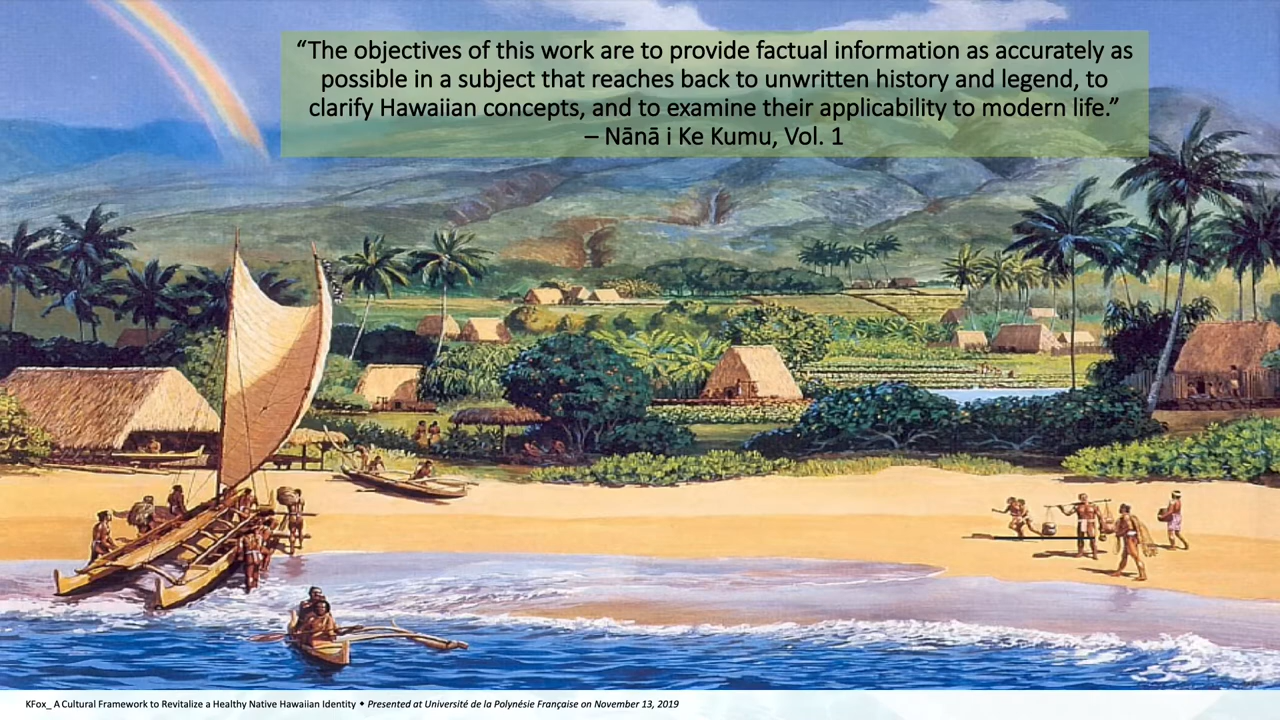 “The objectives of this work are to provide factual information as accurately as
possible in a subject that reaches back to unwritten history and legend, to
clarify Hawaiian concepts, and to examine their applicability to modern life.”
– Nānā i Ke Kumu, Vol. 1
KFox_ A Cultural Framework to Revitalize a Healthy Native Hawaiian Identity • Presented at Université de la Polynésie Française on November 13, 2019